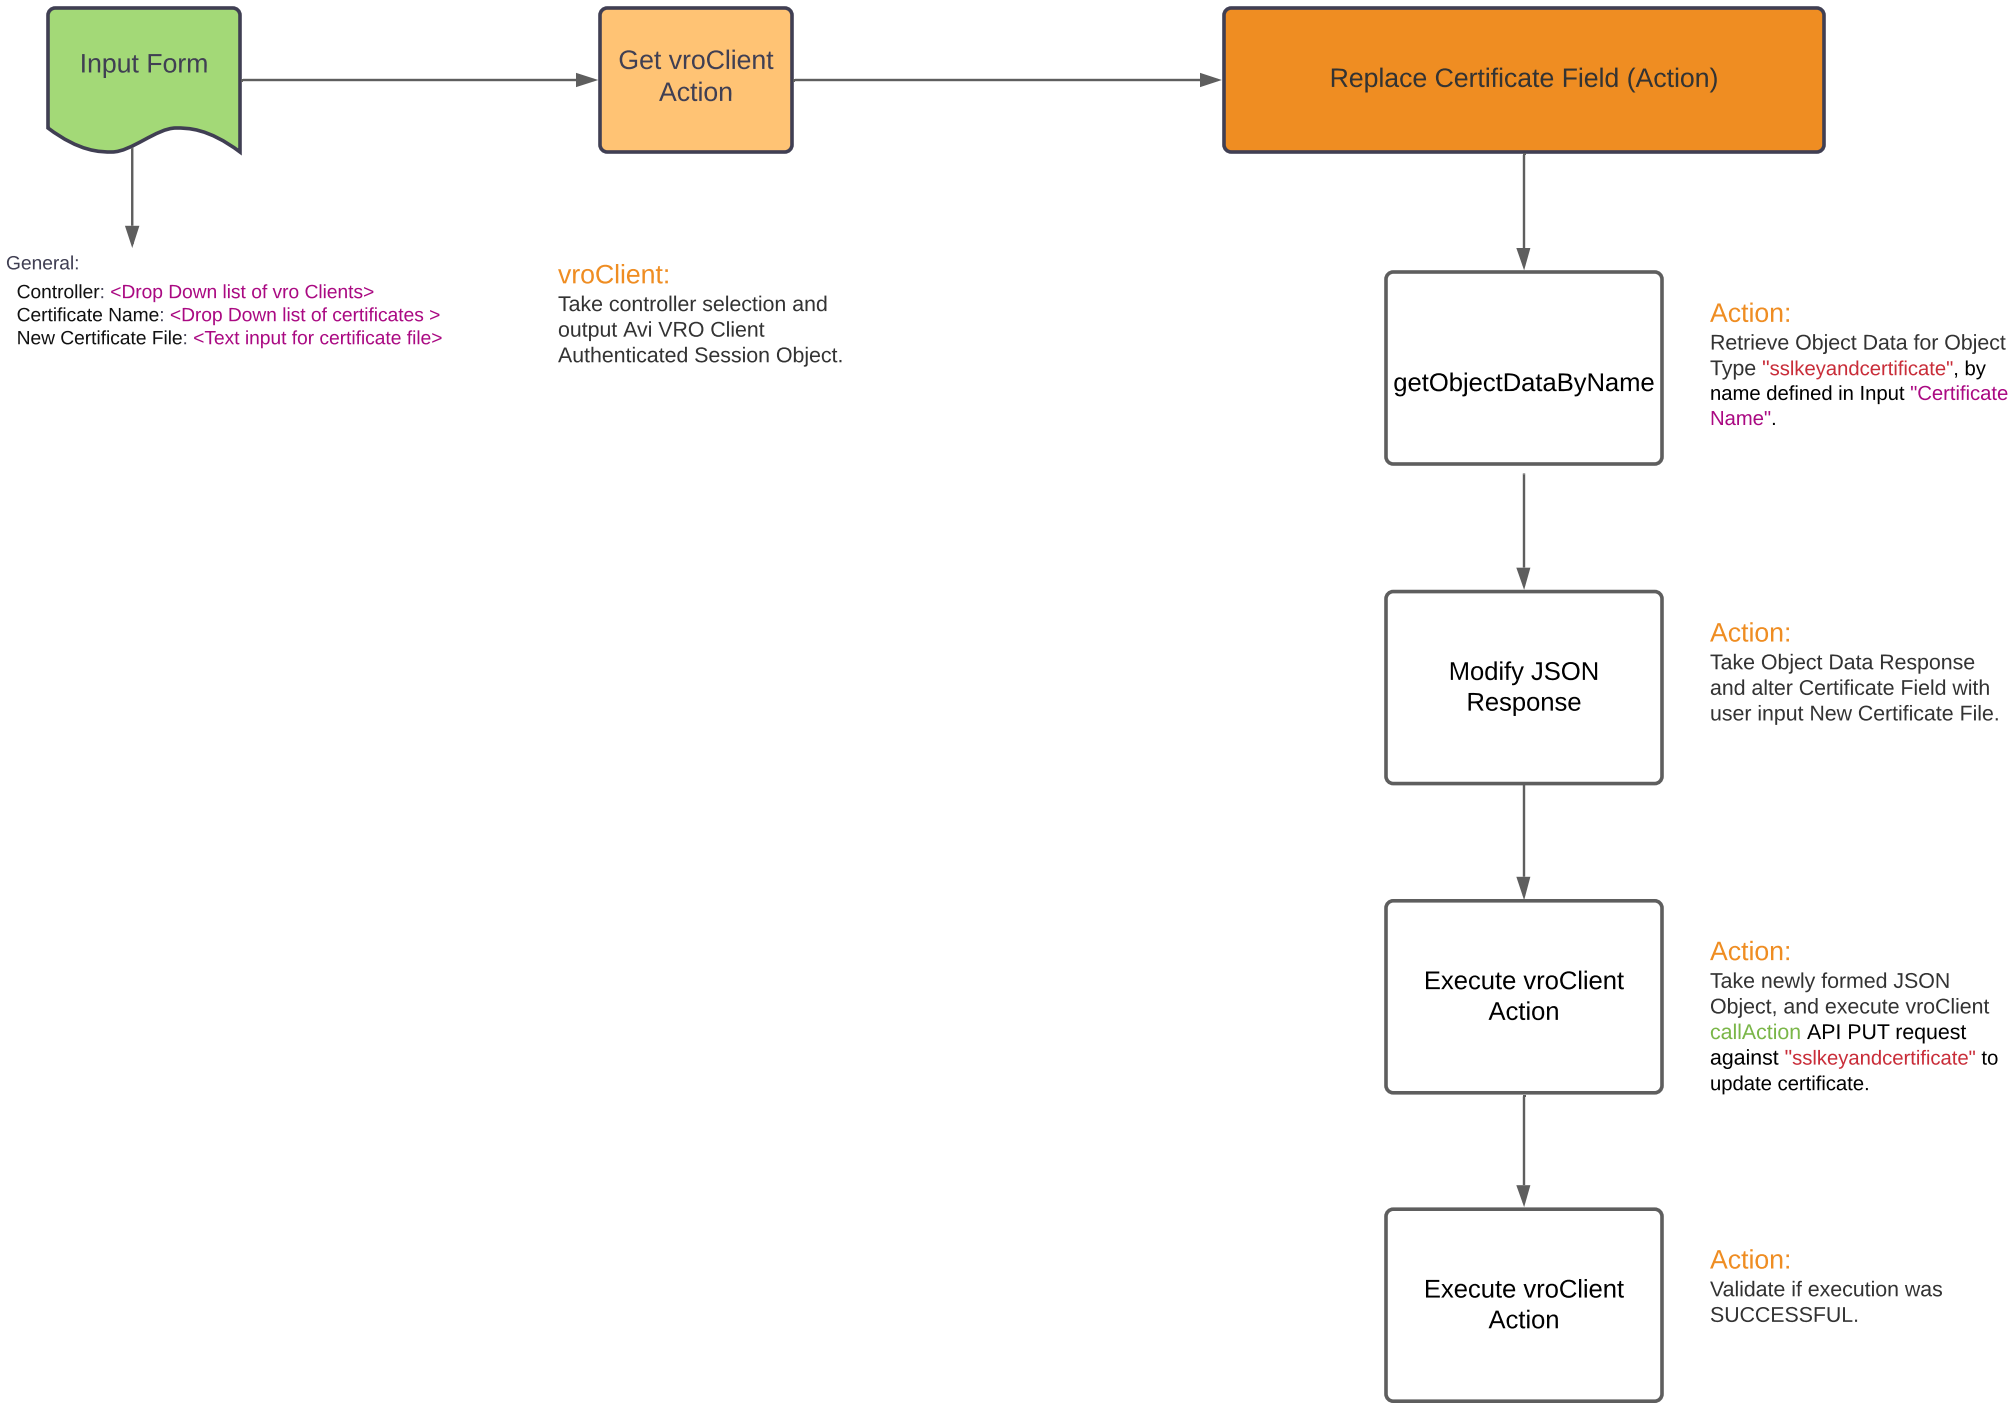 Input Form
Get vroClient
Action
Replace Certificate Field (Action)
General:
Controller: <Drop Down list of vro Clients>
Certificate Name: <Drop Down list of certificates >
New Certificate File: <Text input for certificate file>
vroClient:
Take controller selection and
output Avi VRO Client
Authenticated Session Object.
getObjectDataByName
Action:
Retrieve Object Data for Object
Type "sslkeyandcertificate", by
name defined in Input "Certificate
Name".
Modify JSON
Response
Action:
Take Object Data Response
and alter Certificate Field with
user input New Certificate File.
Execute vroClient
Action
Action:
Take newly formed JSON
Object, and execute vroClient
callAction API PUT request
against "sslkeyandcertificate" to
update certificate.
Execute vroClient
Action
Action:
Validate if execution was
SUCCESSFUL.